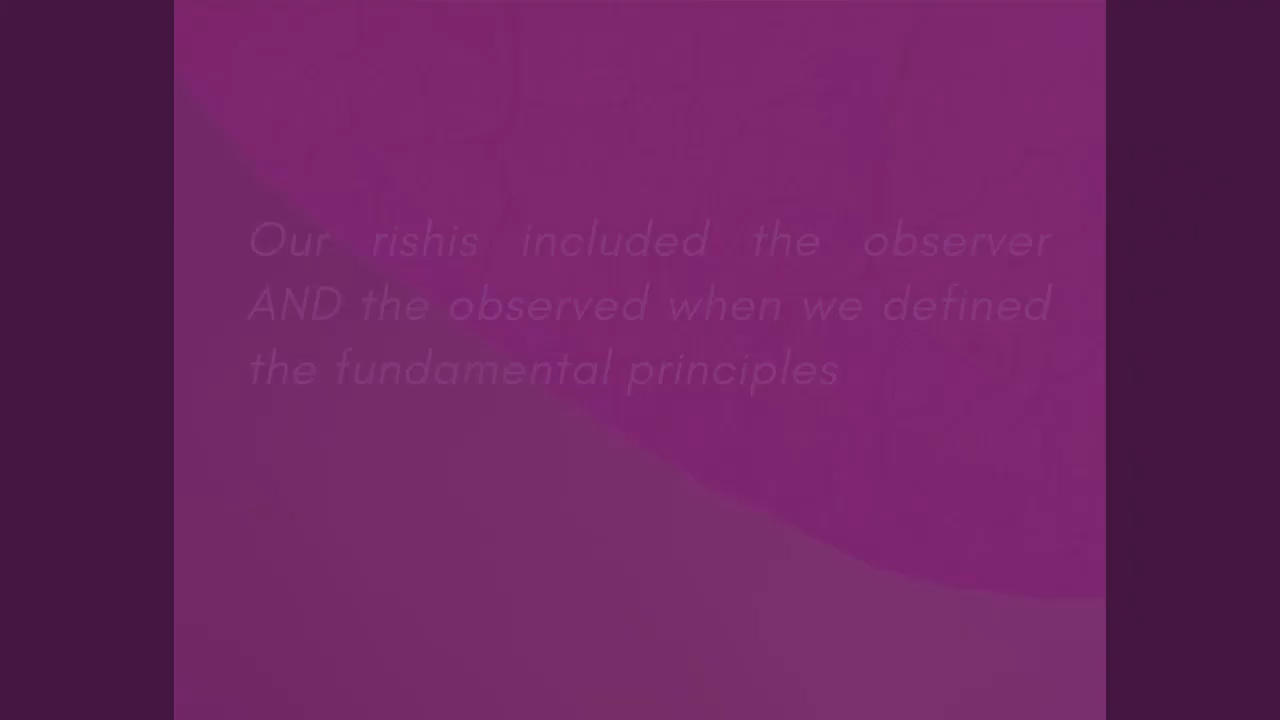 Our rishis included the observer
AND the observed when we defined
the fundamental principles